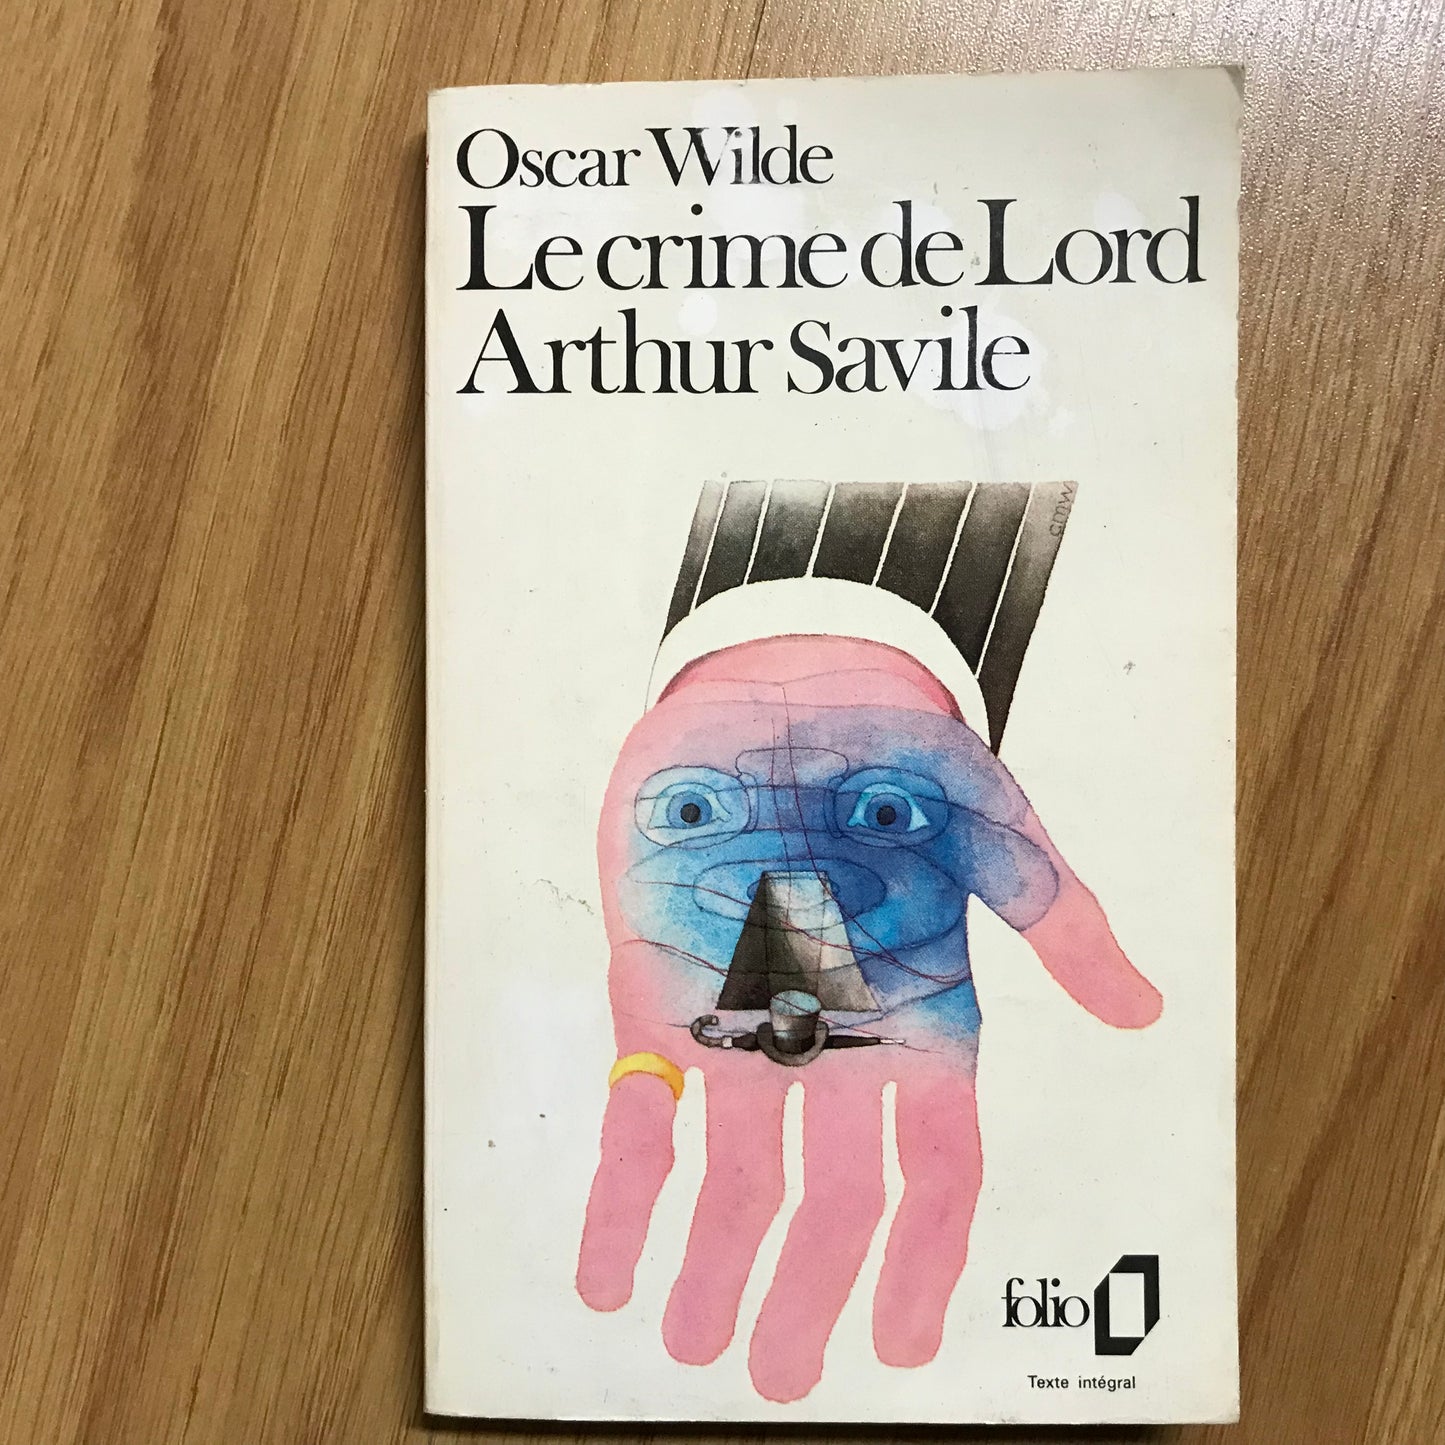 Oscar Wilde
Le crime de Lord
Arthur Savile
folio
Texte intégral